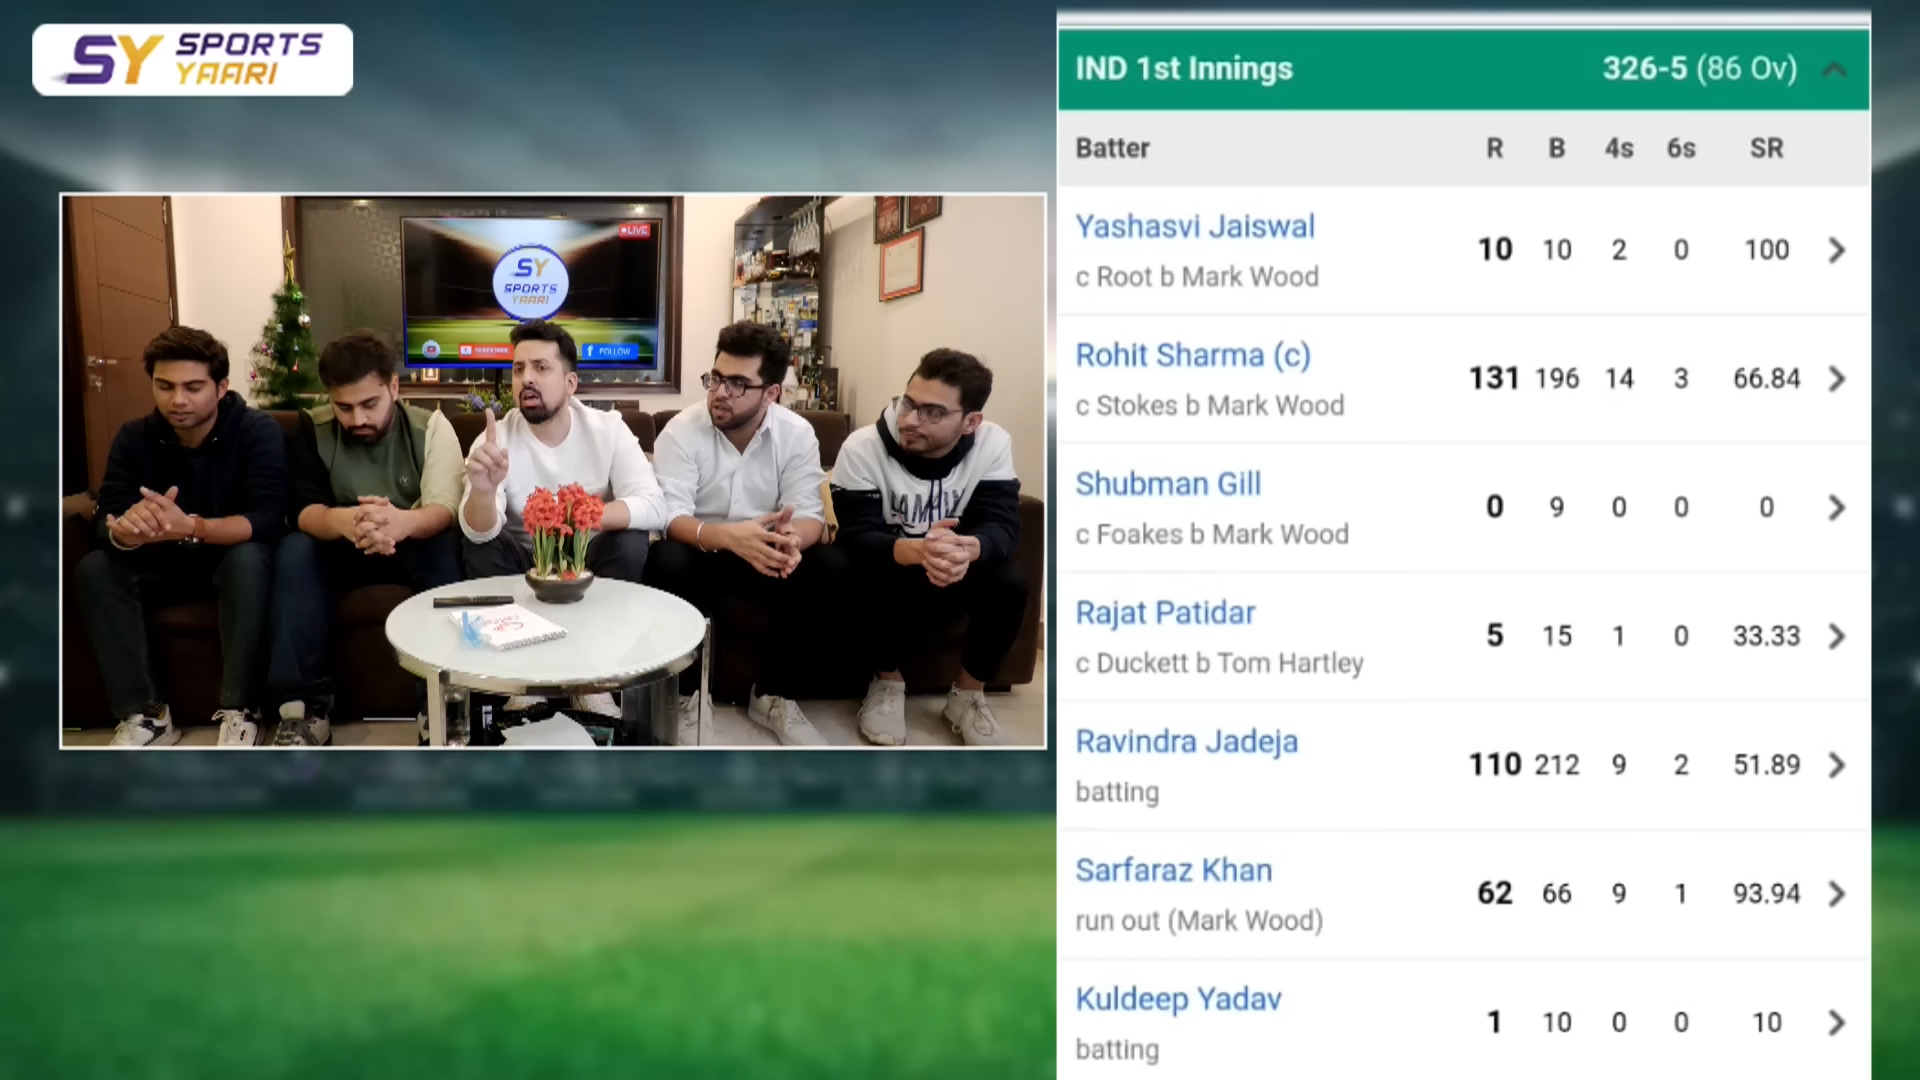 SY SPORTS
YAARI
LIVE
SY
SPORTS
YAARI
FOLLOW
IND 1st Innings 326-5 (86 Ov)
Batter R B 4s 6s SR
Yashasvi Jaiswal
c Root b Mark Wood
10 10 2 0 100
Rohit Sharma (c)
c Stokes b Mark Wood
131 196 14 3 66.84
Shubman Gill
c Foakes b Mark Wood
0 9 0 0 0
Rajat Patidar
c Duckett b Tom Hartley
5 15 1 0 33.33
Ravindra Jadeja
batting
110 212 9 2 51.89
Sarfaraz Khan
run out (Mark Wood)
62 66 9 1 93.94
Kuldeep Yadav
batting
1 10 0 0 10